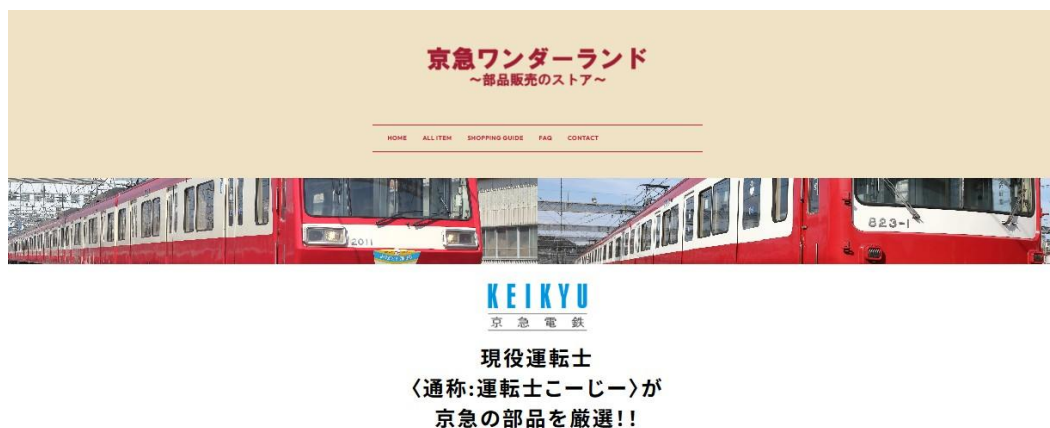 京急ワンダーランド
~部品販売のストア~
HOME ALL ITEM SHOPPING GUIDE FAQ CONTACT
2011
823-1
KEIKYU
京急電鉄
現役運転士
〈通称:運転士こーじー〉が
京急の部品を厳選!!